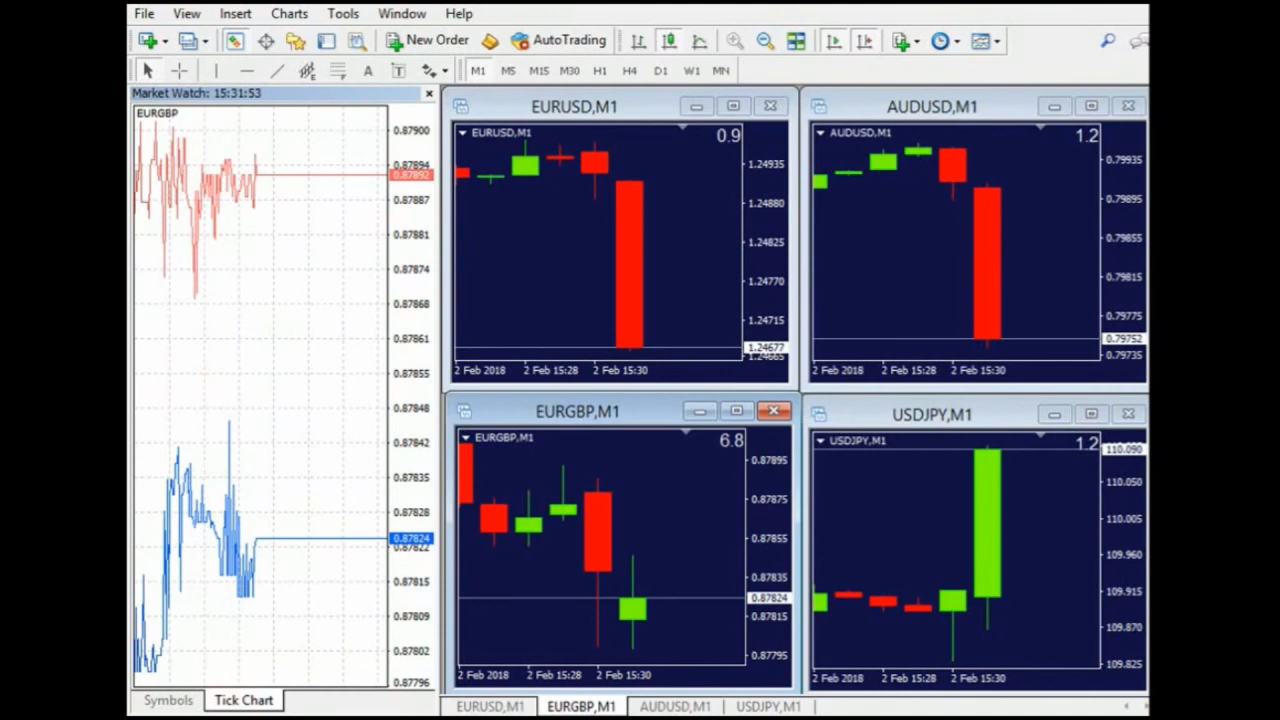 File View Insert Charts Tools Window Help
New Order AutoTrading
A T M1 M5 M15 M30 H1 H4 D1 W1 MN
Market Watch: 15:31:53
EURGBP
0.87900
0.87894
0.87892
0.87887
0.87881
0.87874
0.87868
0.87861
0.87855
0.87848
0.87842
0.87835
0.87828
0.87824
0.87822
0.87815
0.87809
0.87802
0.87796
Symbols Tick Chart
EURUSD,M1
EURUSD,M1 0.9
1.24935
1.24880
1.24825
1.24770
1.24715
1.24677
1.24665
2 Feb 2018 2 Feb 15:28 2 Feb 15:30
AUDUSD,M1
AUDUSD,M1 1.2
0.79935
0.79895
0.79855
0.79815
0.79775
0.79752
0.79735
2 Feb 2018 2 Feb 15:28 2 Feb 15:30
EURGBP,M1
EURGBP,M1 6.8
0.87895
0.87875
0.87855
0.87835
0.87824
0.87815
0.87795
2 Feb 2018 2 Feb 15:28 2 Feb 15:30
USDJPY,M1
USDJPY,M1 1.2
110.090
110.050
110.005
109.960
109.915
109.870
109.825
2 Feb 2018 2 Feb 15:28 2 Feb 15:30
EURUSD,M1 EURGBP,M1 AUDUSD,M1 USDJPY,M1